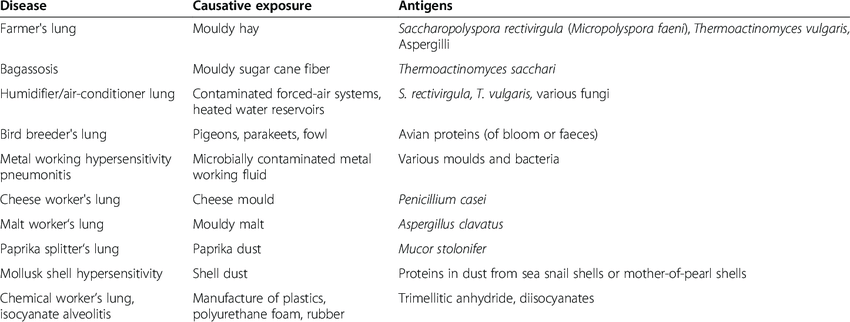 Disease Causative exposure Antigens
Farmer's lung Mouldy hay Saccharopolyspora rectivirgula (Micropolyspora faeni), Thermoactinomyces vulgaris,
Aspergilli
Bagassosis Mouldy sugar cane fiber Thermoactinomyces sacchari
Humidifier/air-conditioner lung Contaminated forced-air systems, S. rectivirgula, T. vulgaris, various fungi
heated water reservoirs
Bird breeder's lung Pigeons, parakeets, fowl Avian proteins (of bloom or faeces)
Metal working hypersensitivity Microbially contaminated metal Various moulds and bacteria
pneumonitis working fluid
Cheese worker's lung Cheese mould Penicillium casei
Malt worker's lung Mouldy malt Aspergillus clavatus
Paprika splitter's lung Paprika dust Mucor stolonifer
Mollusk shell hypersensitivity Shell dust Proteins in dust from sea snail shells or mother-of-pearl shells
Chemical worker's lung, Manufacture of plastics, Trimellitic anhydride, diisocyanates
isocyanate alveolitis polyurethane foam, rubber